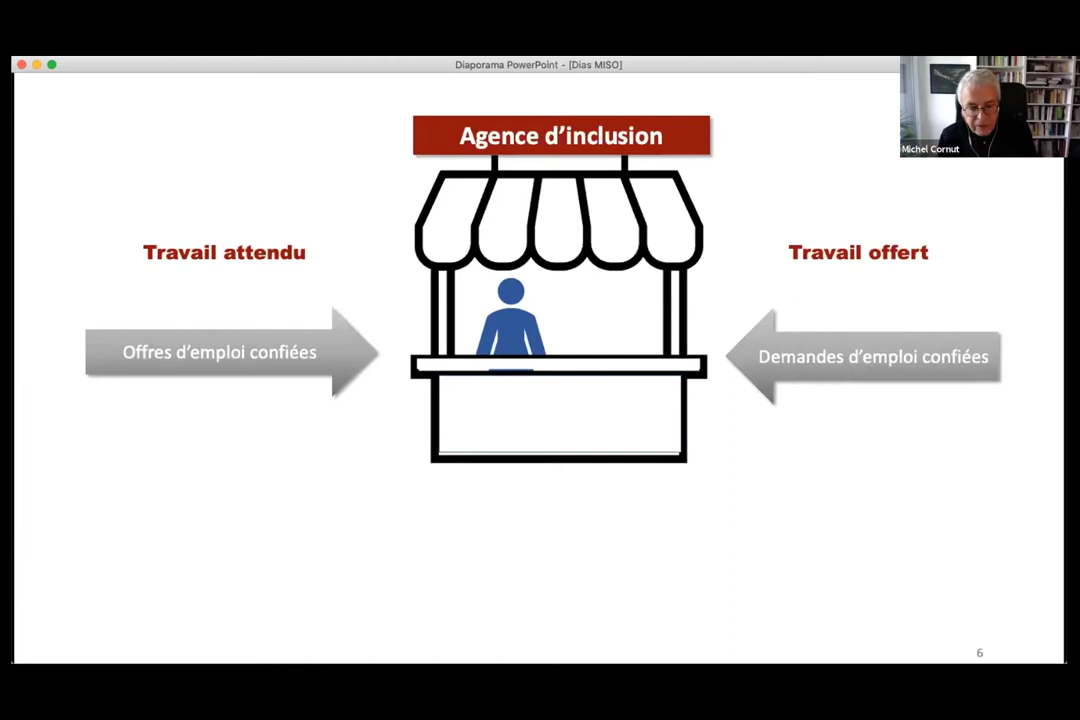 Diaporama PowerPoint - [Dias MISO]
Michel Cornut
Agence d'inclusion
Travail attendu
Travail offert
Offres d'emploi confiées
Demandes d'emploi confiées
6